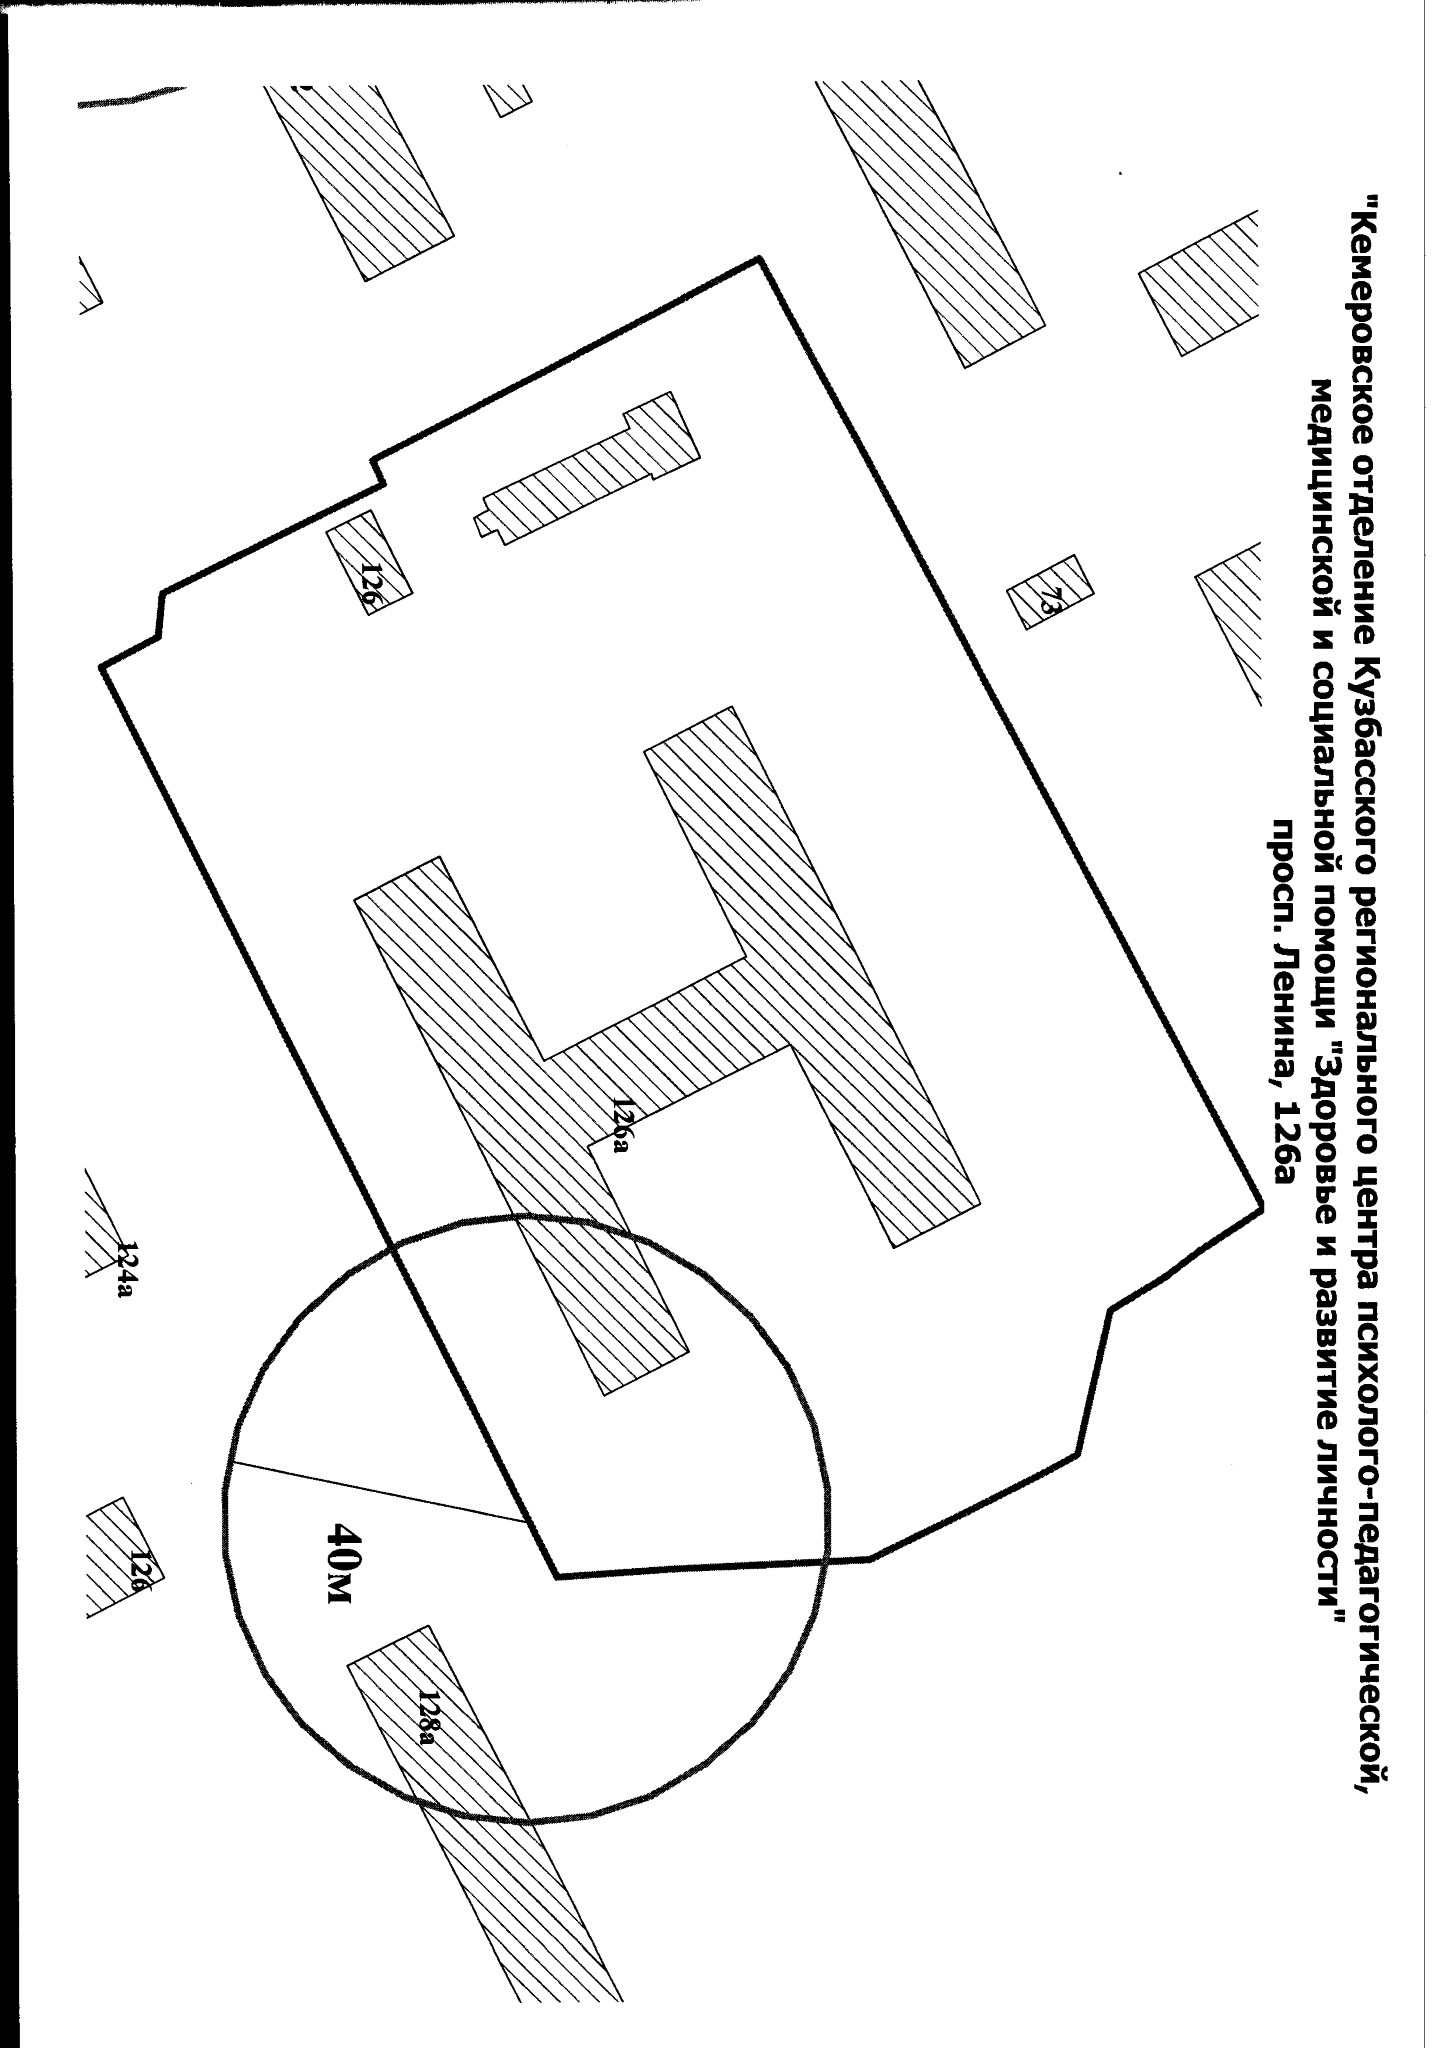 "Кемеровское отделение Кузбасского регионального центра психолого-педагогической,
медицинской и социальной помощи "Здоровье и развитие личности"
просп. Ленина, 126а
73
126
126а
124а
126
40м
128а